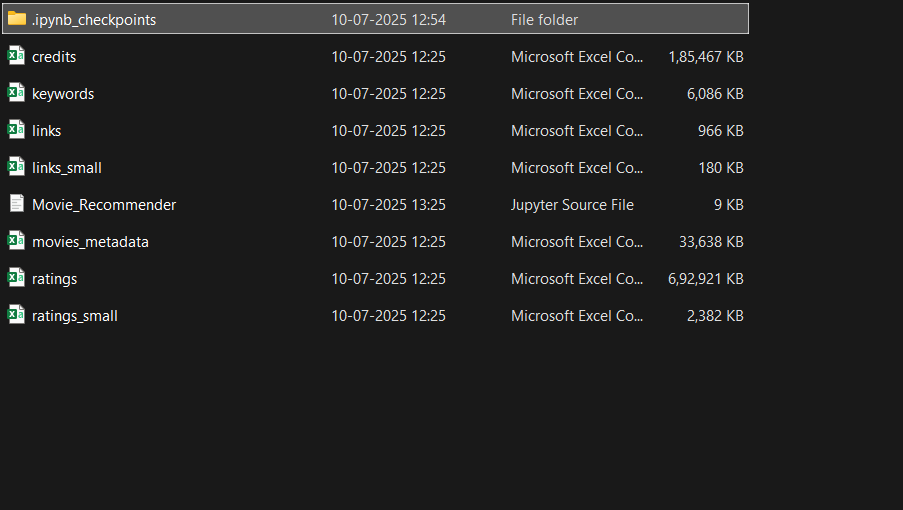 .ipynb_checkpoints 10-07-2025 12:54 File folder
credits 10-07-2025 12:25 Microsoft Excel Co... 1,85,467 KB
keywords 10-07-2025 12:25 Microsoft Excel Co... 6,086 KB
links 10-07-2025 12:25 Microsoft Excel Co... 966 KB
links_small 10-07-2025 12:25 Microsoft Excel Co... 180 KB
Movie_Recommender 10-07-2025 13:25 Jupyter Source File 9 KB
movies_metadata 10-07-2025 12:25 Microsoft Excel Co... 33,638 KB
ratings 10-07-2025 12:25 Microsoft Excel Co... 6,92,921 KB
ratings_small 10-07-2025 12:25 Microsoft Excel Co... 2,382 KB